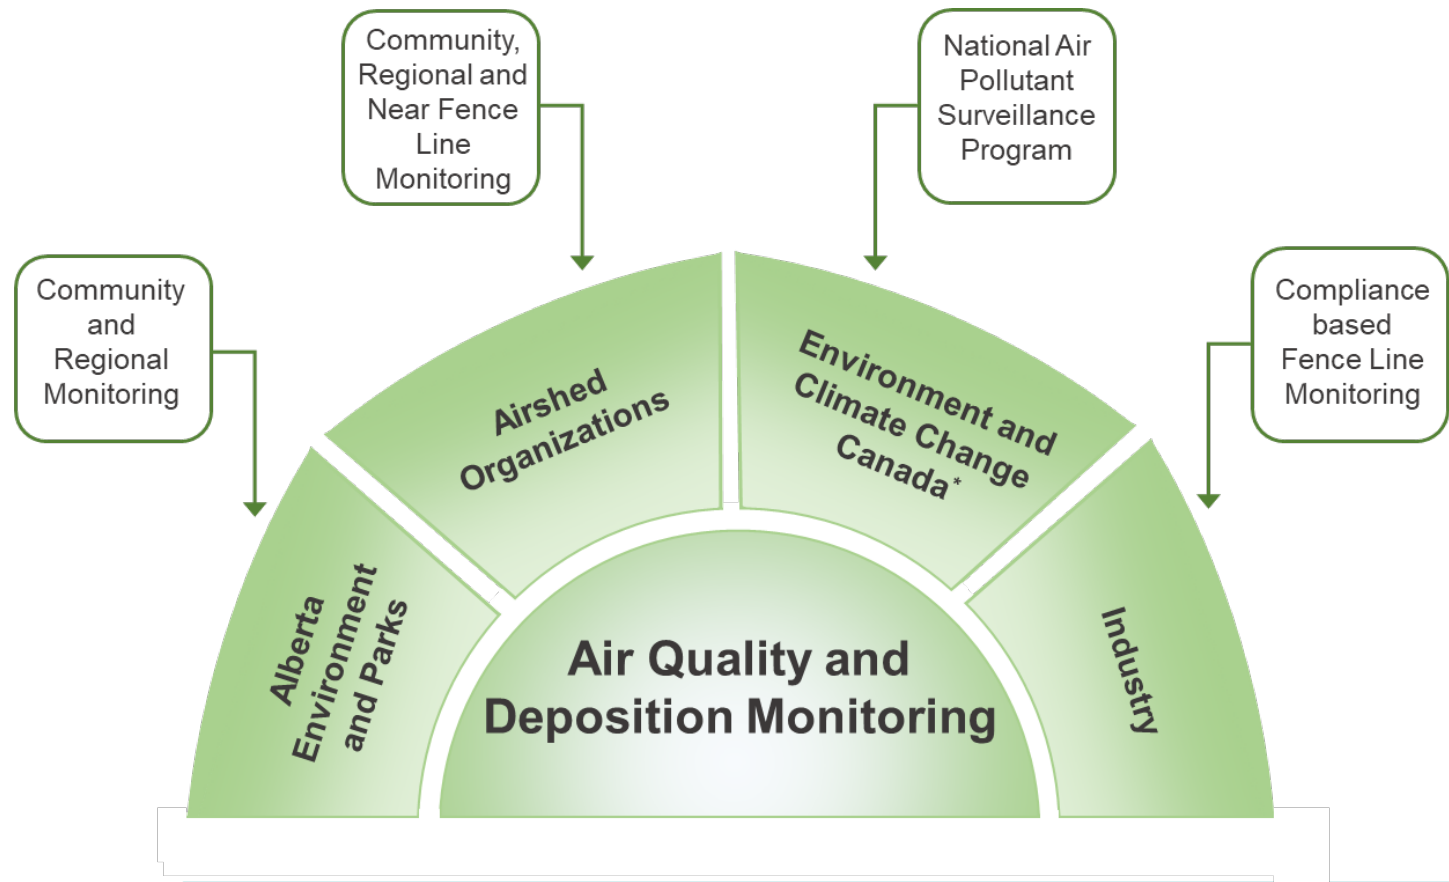 Community,
Regional and
Near Fence
Line
Monitoring
National Air
Pollutant
Surveillance
Program
Community
and
Regional
Monitoring
Compliance
based
Fence Line
Monitoring
Airshed
Organizations
Environment and
Climate Change
Canada*
Alberta
Environment
and Parks
Industry
Air Quality and
Deposition Monitoring